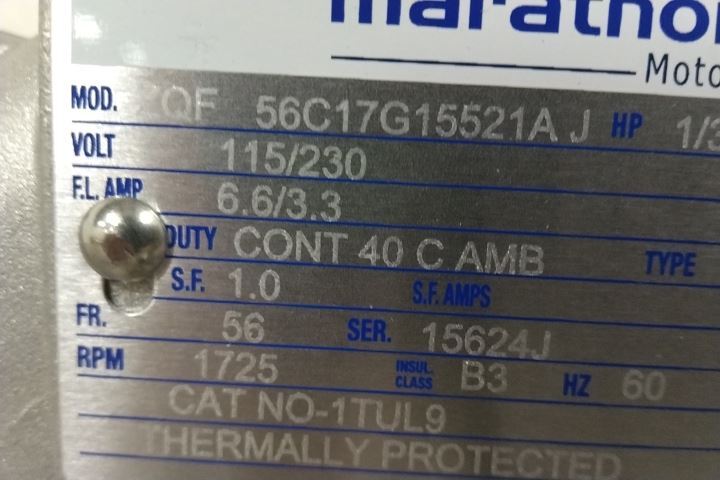 marathon
Moto
MOD. ZQF 56C17G15521A J HP 1/3
VOLT 115/230
F.L. AMP 6.6/3.3
DUTY CONT 40 C AMB TYPE
S.F. 1.0 S.F. AMPS
FR. 56 SER. 15624J
RPM 1725 INSUL. CLASS B3 HZ 60
CAT NO-1TUL9
THERMALLY PROTECTED